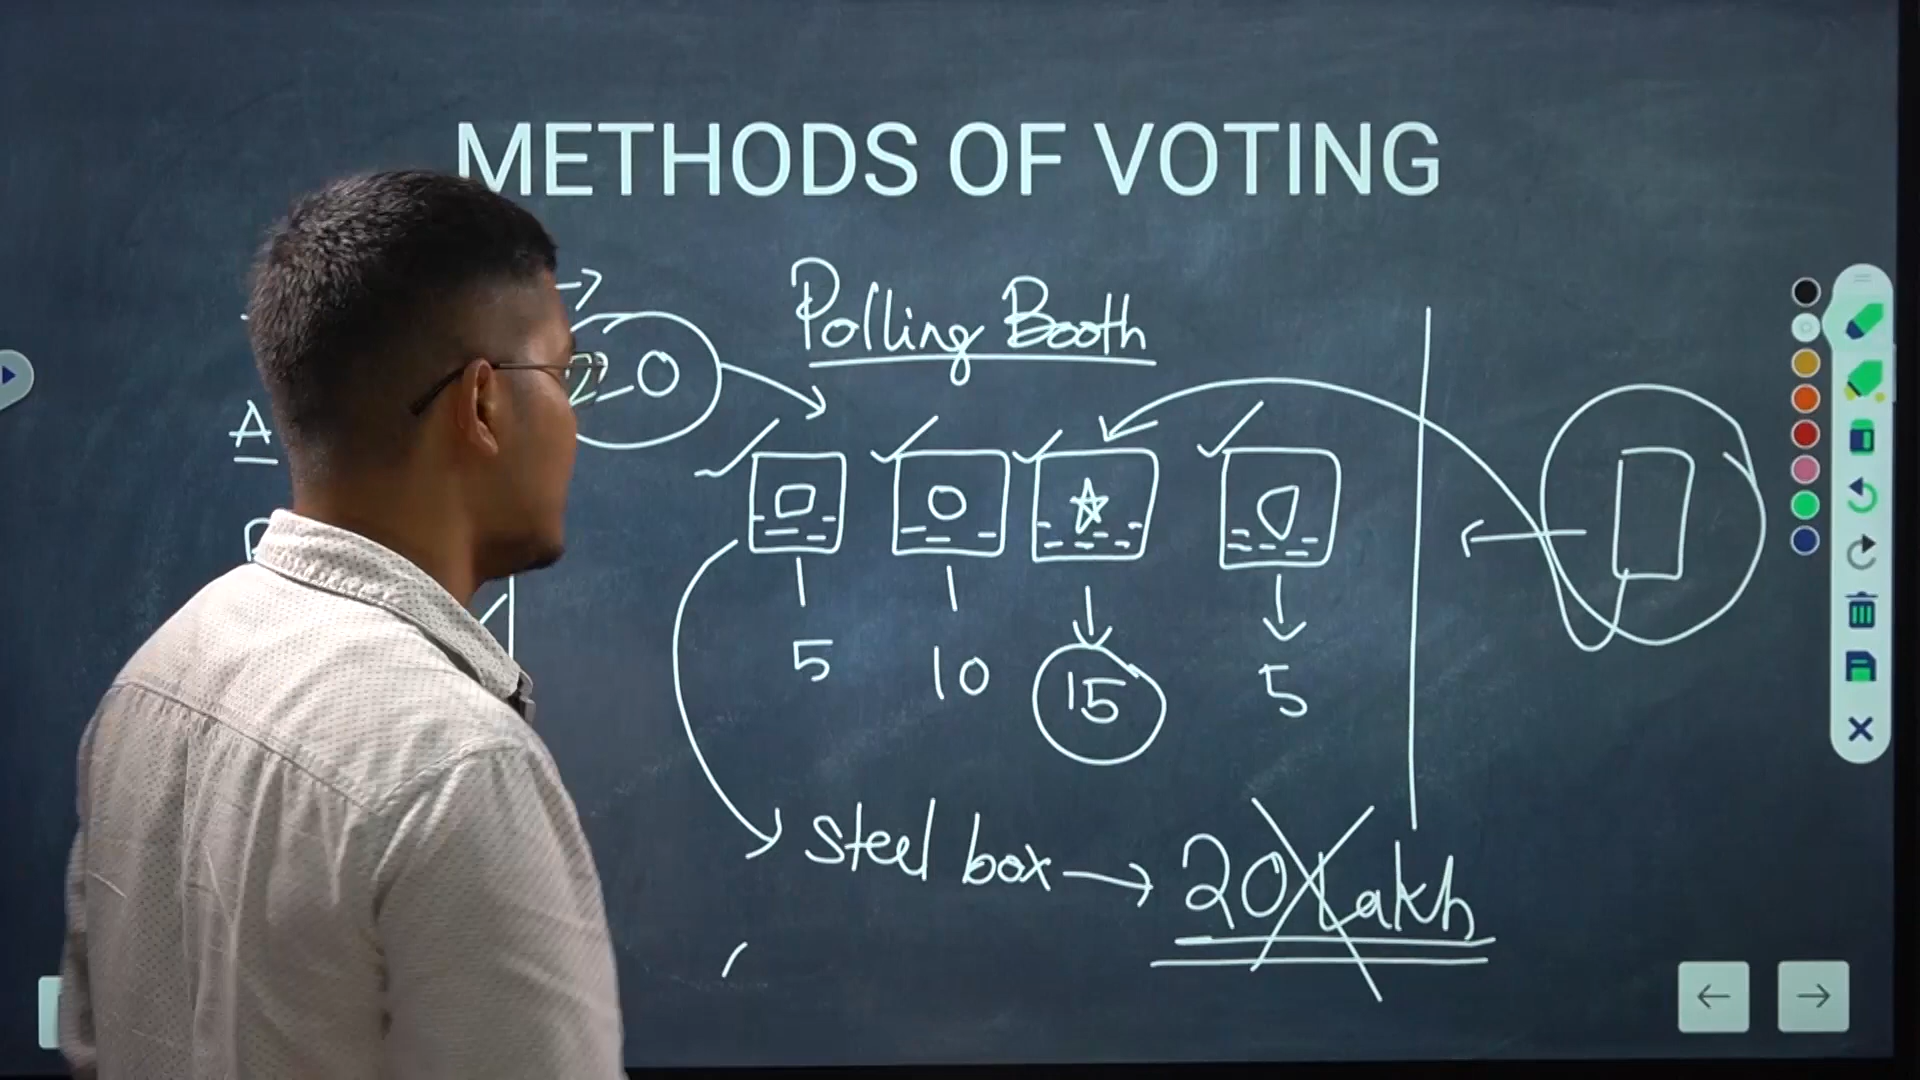 METHODS OF VOTING
Polling Booth
20
A
5 10 15 5
Steel box → 20 Lakh